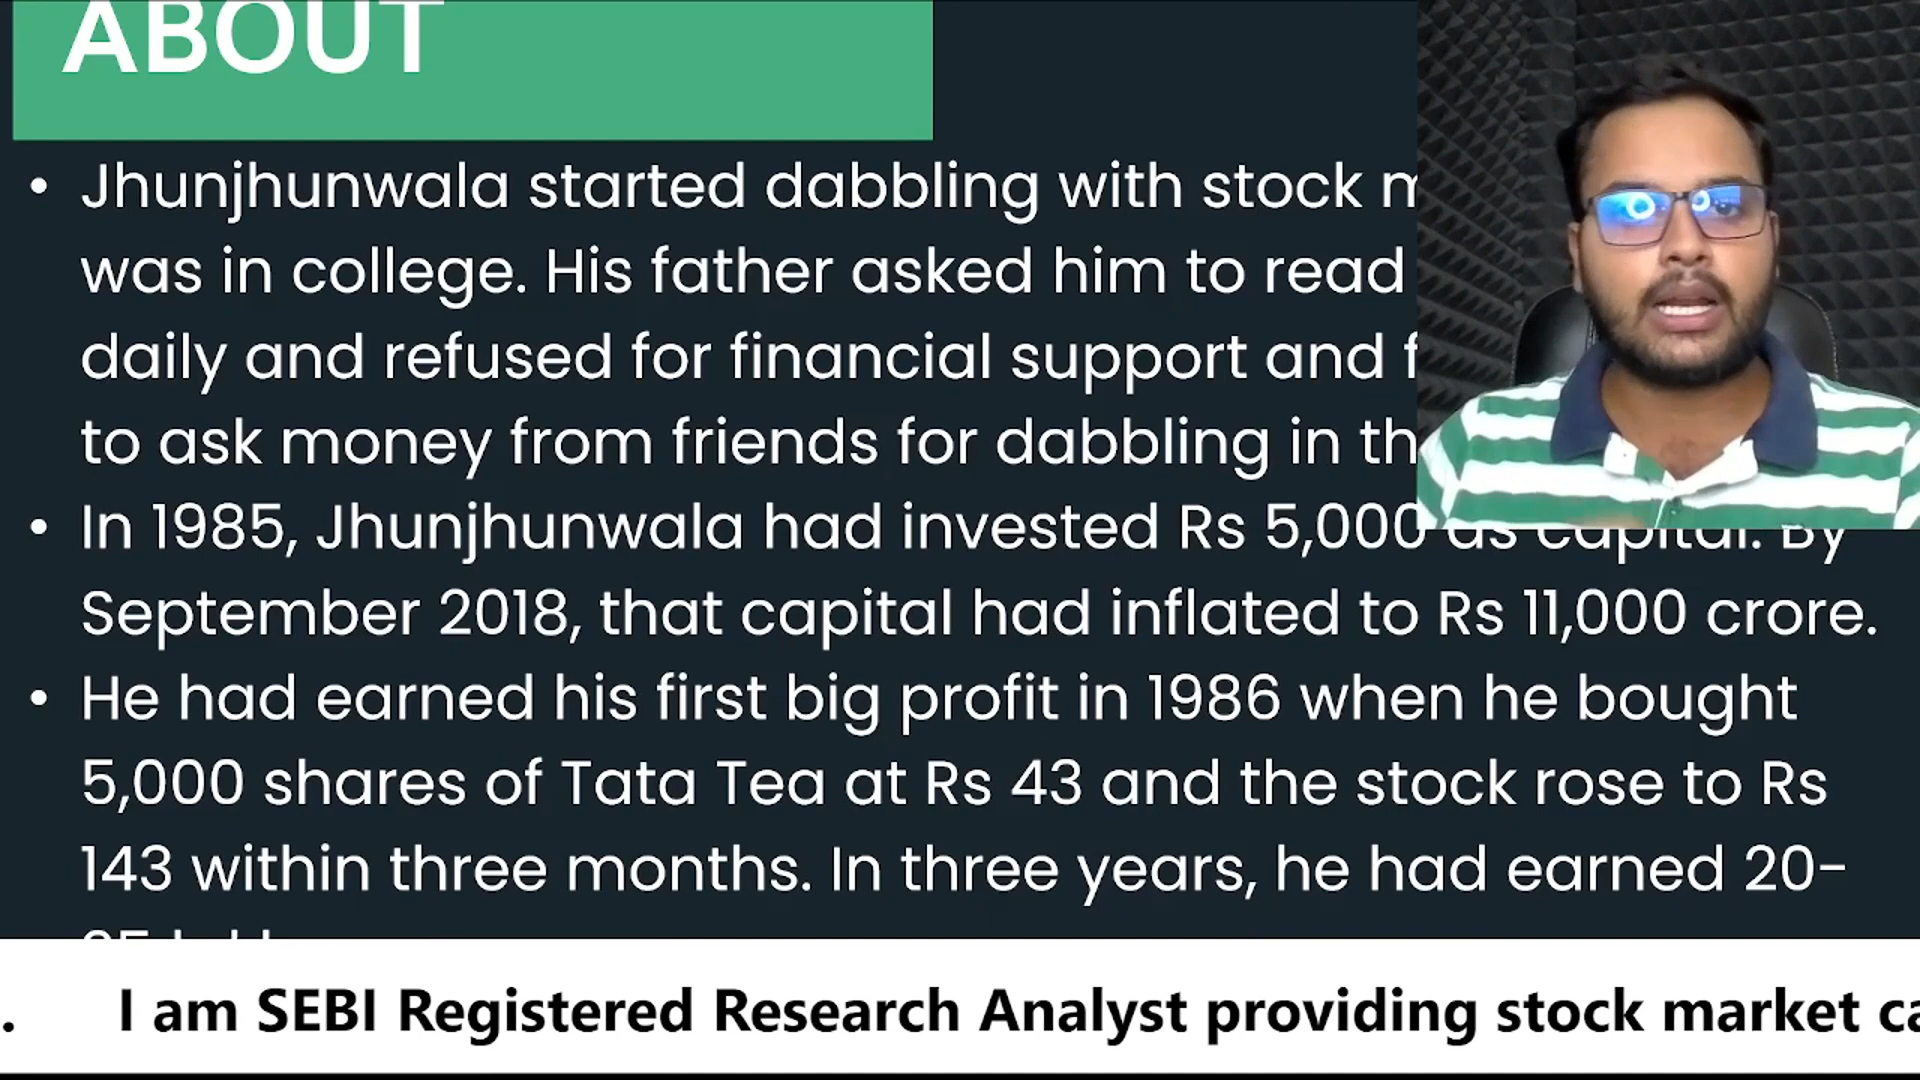 ABOUT
• Jhunjhunwala started dabbling with stock
was in college. His father asked him to read
daily and refused for financial support and
to ask money from friends for dabbling in
• In 1985, Jhunjhunwala had invested Rs 5,000 as capital. By
September 2018, that capital had inflated to Rs 11,000 crore.
• He had earned his first big profit in 1986 when he bought
5,000 shares of Tata Tea at Rs 43 and the stock rose to Rs
143 within three months. In three years, he had earned 20-
. I am SEBI Registered Research Analyst providing stock market